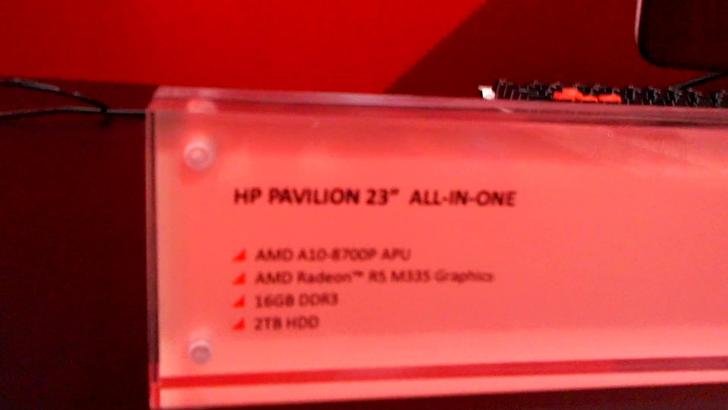 HP PAVILION 23” ALL-IN-ONE
AMD A10-8700P APU
AMD Radeon™ R5 M335 Graphics
16GB DDR3
2TB HDD